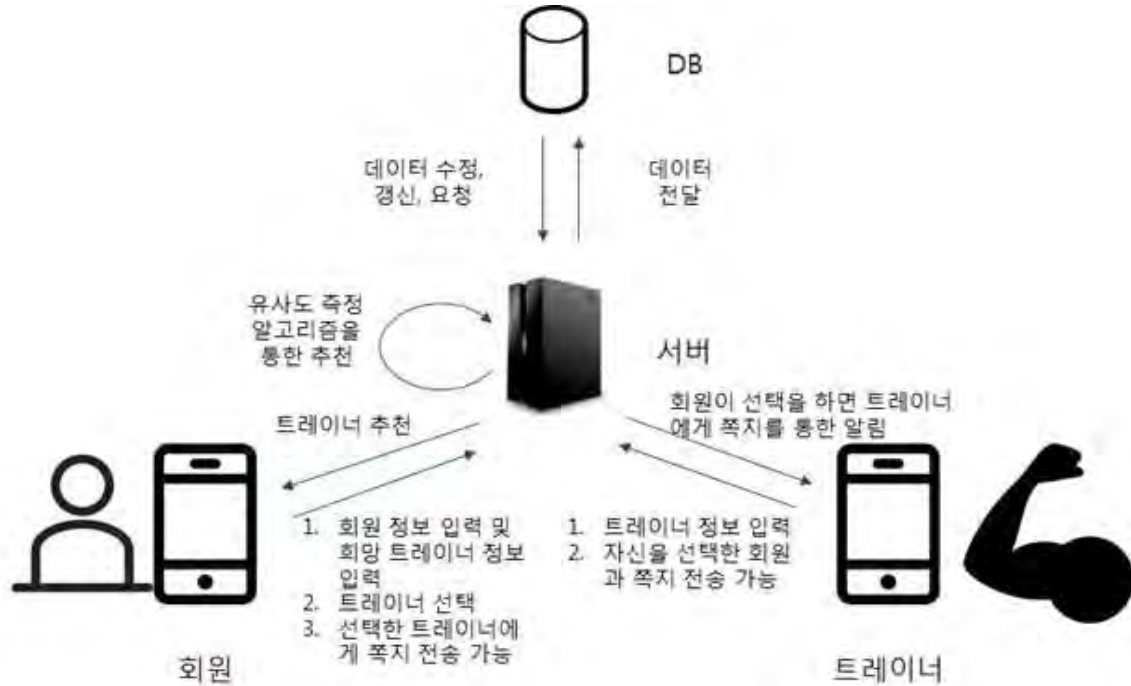 DB
데이터 수정,
갱신, 요청
데이터
전달
유사도 측정
알고리즘을
통한 추천
서버
트레이너 추천
회원이 선택을 하면 트레이너
에게 쪽지를 통한 알림
1. 회원 정보 입력 및
희망 트레이너 정보
입력
2. 트레이너 선택
3. 선택한 트레이너에
게 쪽지 전송 가능
1. 트레이너 정보 입력
2. 자신을 선택한 회원
과 쪽지 전송 가능
회원
트레이너